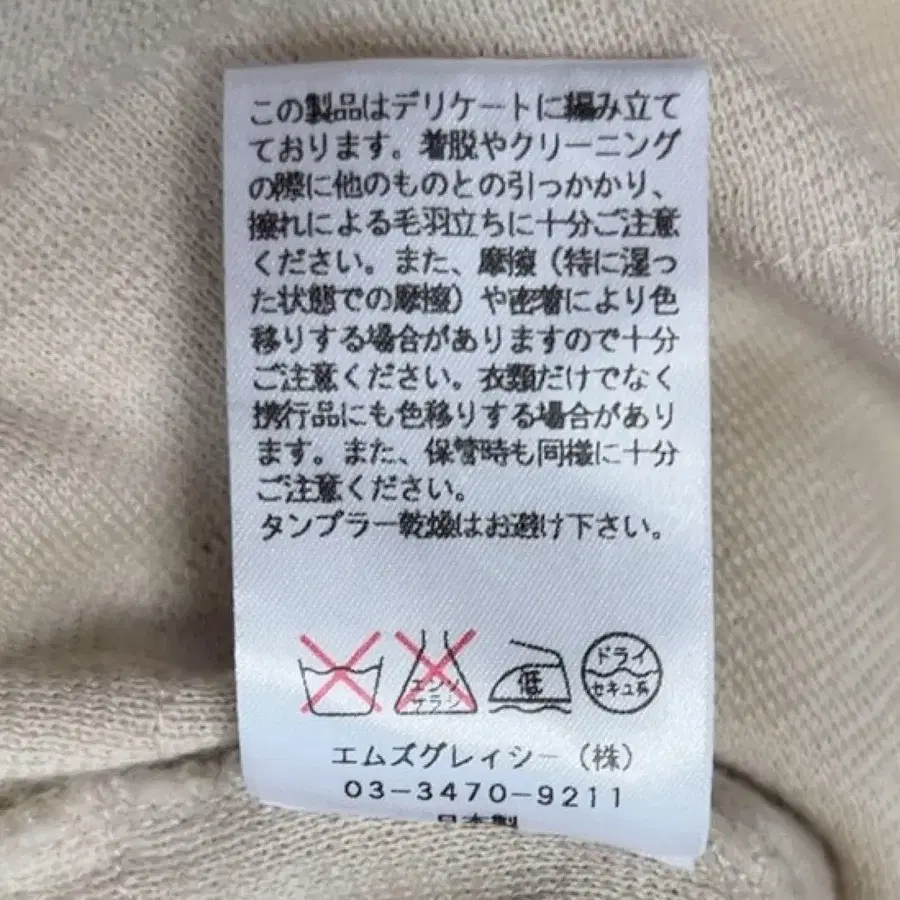 この製品はデリケートに編み立て
ております。着脱やクリーニング
の際に他のものとの引っかかり、
擦れによる毛羽立ちに十分ご注意
ください。また、摩擦（特に湿っ
た状態での摩擦）や密着により色
移りする場合がありますので十分
ご注意ください。衣類だけでなく
携行品にも色移りする場合があり
ます。また、保管時も同様に十分
ご注意ください。
タンブラー乾燥はお避け下さい。
エンソ
サラシ
低
ドライ
セキユ系
エムズグレイシー（株）
03-3470-9211
日本製